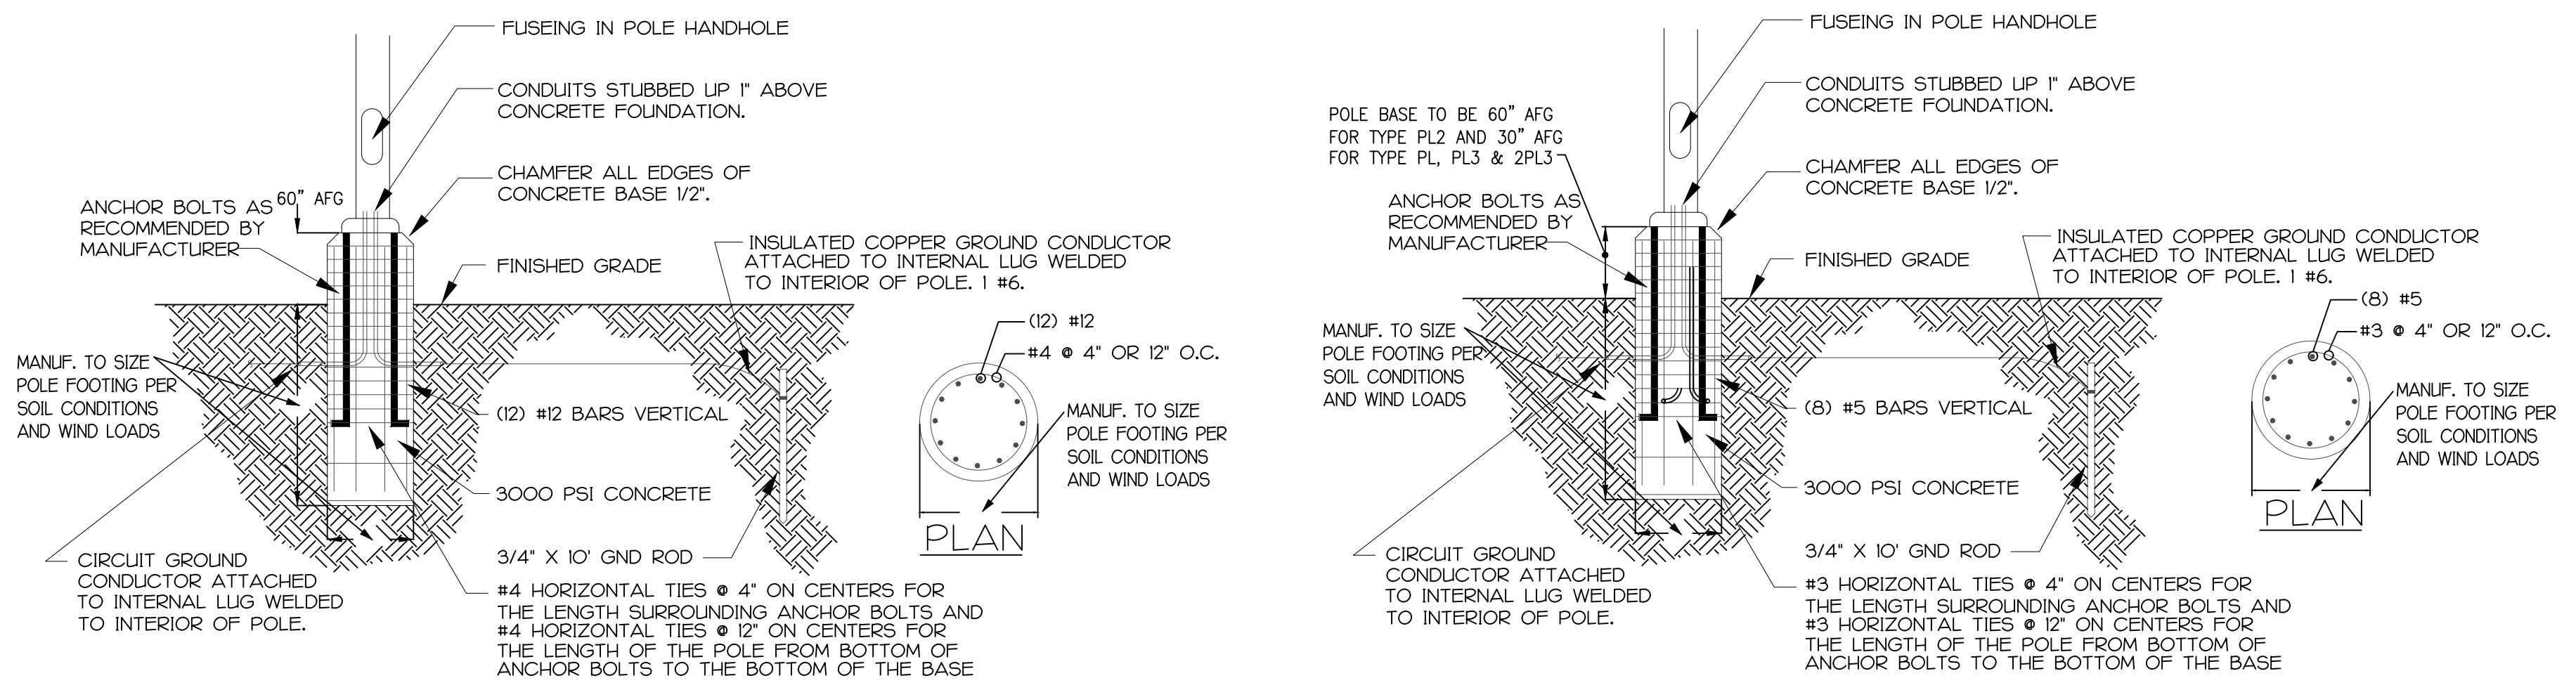 FUSEING IN POLE HANDHOLE
CONDUITS STUBBED UP 1" ABOVE
CONCRETE FOUNDATION.
CHAMFER ALL EDGES OF
CONCRETE BASE 1/2".
60" AFG
ANCHOR BOLTS AS
RECOMMENDED BY
MANUFACTURER
FINISHED GRADE
INSULATED COPPER GROUND CONDUCTOR
ATTACHED TO INTERNAL LUG WELDED
TO INTERIOR OF POLE. 1 #6.
(12) #12
#4 @ 4" OR 12" O.C.
MANUF. TO SIZE
POLE FOOTING PER
SOIL CONDITIONS
AND WIND LOADS
(12) #12 BARS VERTICAL
MANUF. TO SIZE
POLE FOOTING PER
SOIL CONDITIONS
AND WIND LOADS
3000 PSI CONCRETE
PLAN
3/4" X 10' GND ROD
CIRCUIT GROUND
CONDUCTOR ATTACHED
TO INTERNAL LUG WELDED
TO INTERIOR OF POLE.
#4 HORIZONTAL TIES @ 4" ON CENTERS FOR
THE LENGTH SURROUNDING ANCHOR BOLTS AND
#4 HORIZONTAL TIES @ 12" ON CENTERS FOR
THE LENGTH OF THE POLE FROM BOTTOM OF
ANCHOR BOLTS TO THE BOTTOM OF THE BASE
FUSEING IN POLE HANDHOLE
CONDUITS STUBBED UP 1" ABOVE
CONCRETE FOUNDATION.
POLE BASE TO BE 60" AFG
FOR TYPE PL2 AND 30" AFG
FOR TYPE PL, PL3 & 2PL3
CHAMFER ALL EDGES OF
CONCRETE BASE 1/2".
ANCHOR BOLTS AS
RECOMMENDED BY
MANUFACTURER
FINISHED GRADE
INSULATED COPPER GROUND CONDUCTOR
ATTACHED TO INTERNAL LUG WELDED
TO INTERIOR OF POLE. 1 #6.
(8) #5
#3 @ 4" OR 12" O.C.
MANUF. TO SIZE
POLE FOOTING PER
SOIL CONDITIONS
AND WIND LOADS
(8) #5 BARS VERTICAL
MANUF. TO SIZE
POLE FOOTING PER
SOIL CONDITIONS
AND WIND LOADS
3000 PSI CONCRETE
PLAN
3/4" X 10' GND ROD
CIRCUIT GROUND
CONDUCTOR ATTACHED
TO INTERNAL LUG WELDED
TO INTERIOR OF POLE.
#3 HORIZONTAL TIES @ 4" ON CENTERS FOR
THE LENGTH SURROUNDING ANCHOR BOLTS AND
#3 HORIZONTAL TIES @ 12" ON CENTERS FOR
THE LENGTH OF THE POLE FROM BOTTOM OF
ANCHOR BOLTS TO THE BOTTOM OF THE BASE